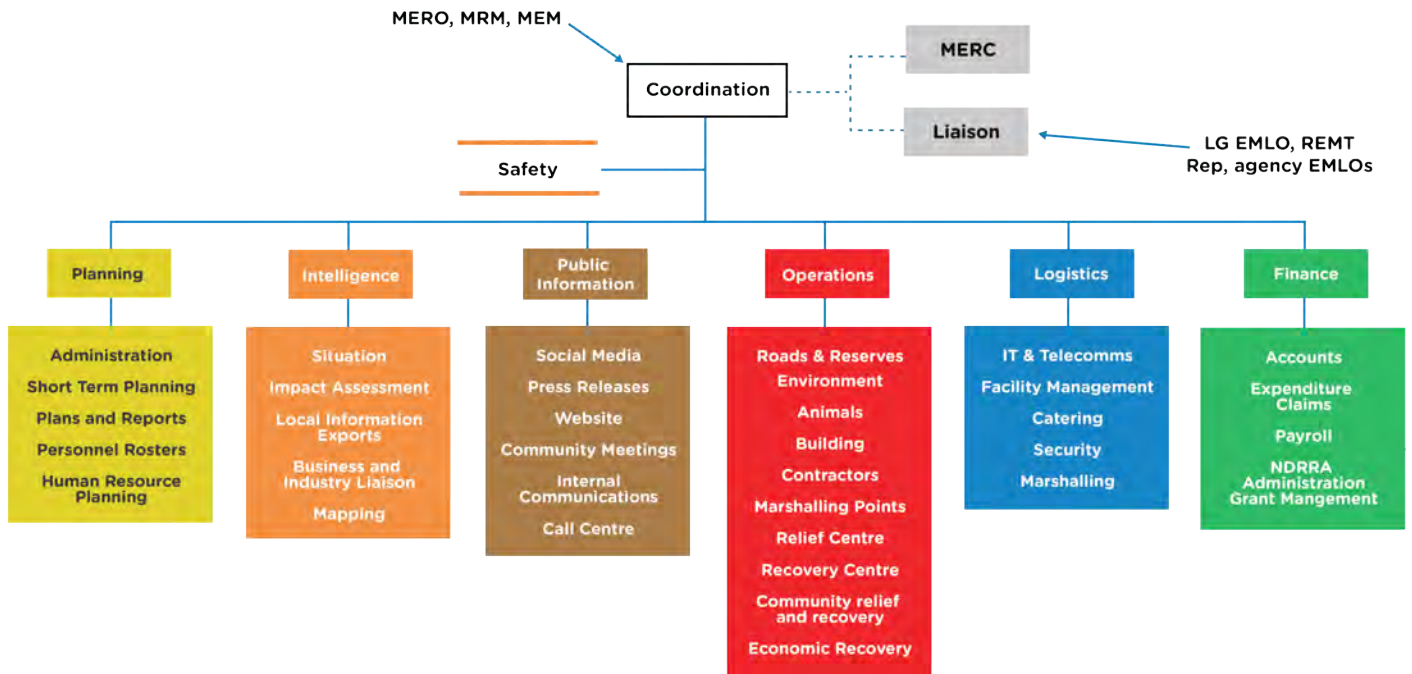 MERO, MRM, MEM
MERC
Coordination
Liaison
LG EMLO, REMT
Rep, agency EMLOs
Safety
Planning
Intelligence
Public
Information
Operations
Logistics
Finance
Administration
Short Term Planning
Plans and Reports
Personnel Rosters
Human Resource
Planning
Situation
Impact Assessment
Local Information
Exports
Business and
Industry Liaison
Mapping
Social Media
Press Releases
Website
Community Meetings
Internal
Communications
Call Centre
Roads & Reserves
Environment
Animals
Building
Contractors
Marshalling Points
Relief Centre
Recovery Centre
Community relief
and recovery
Economic Recovery
IT & Telecomms
Facility Management
Catering
Security
Marshalling
Accounts
Expenditure
Claims
Payroll
NDRRA
Administration
Grant Mangement